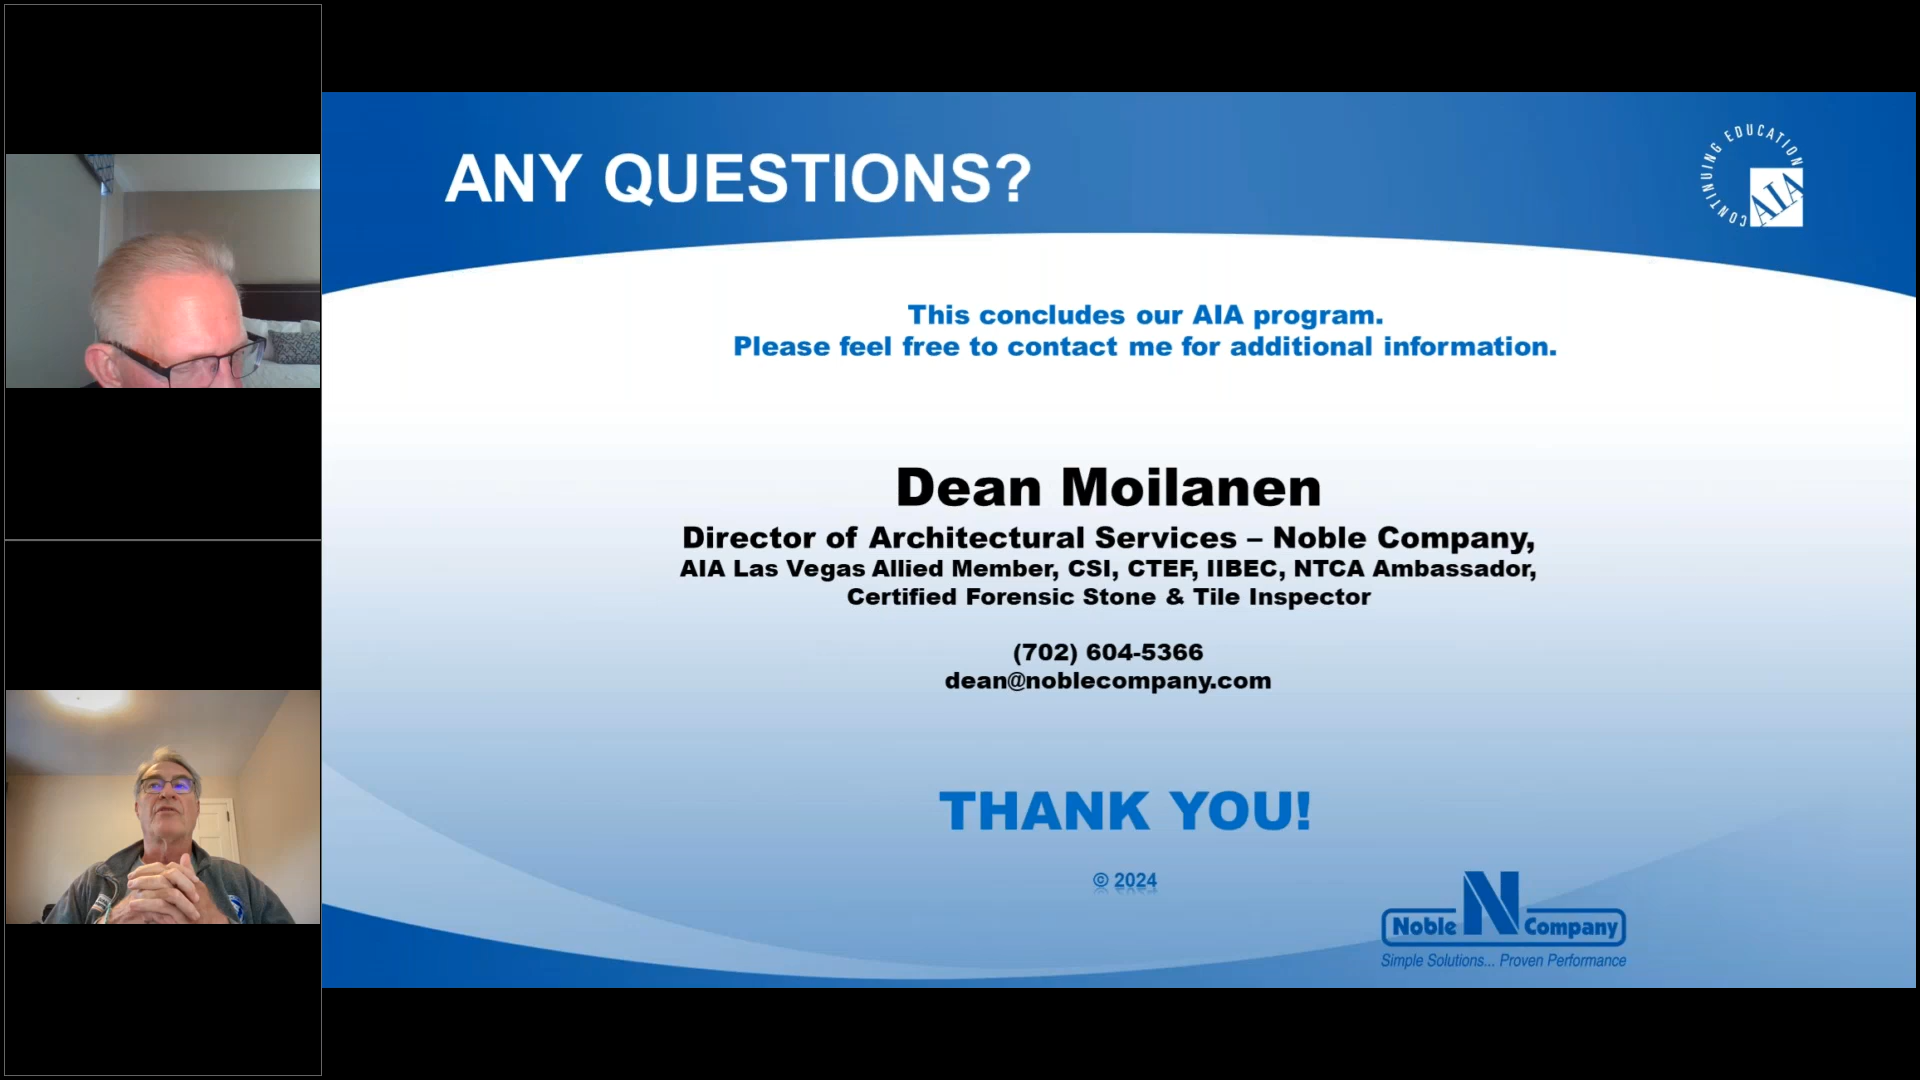 ANY QUESTIONS?
CONTINUING EDUCATION
AIA
This concludes our AIA program.
Please feel free to contact me for additional information.
Dean Moilanen
Director of Architectural Services – Noble Company,
AIA Las Vegas Allied Member, CSI, CTEF, IIBEC, NTCA Ambassador,
Certified Forensic Stone & Tile Inspector
(702) 604-5366
dean@noblecompany.com
THANK YOU!
© 2024
Noble N Company
Simple Solutions... Proven Performance